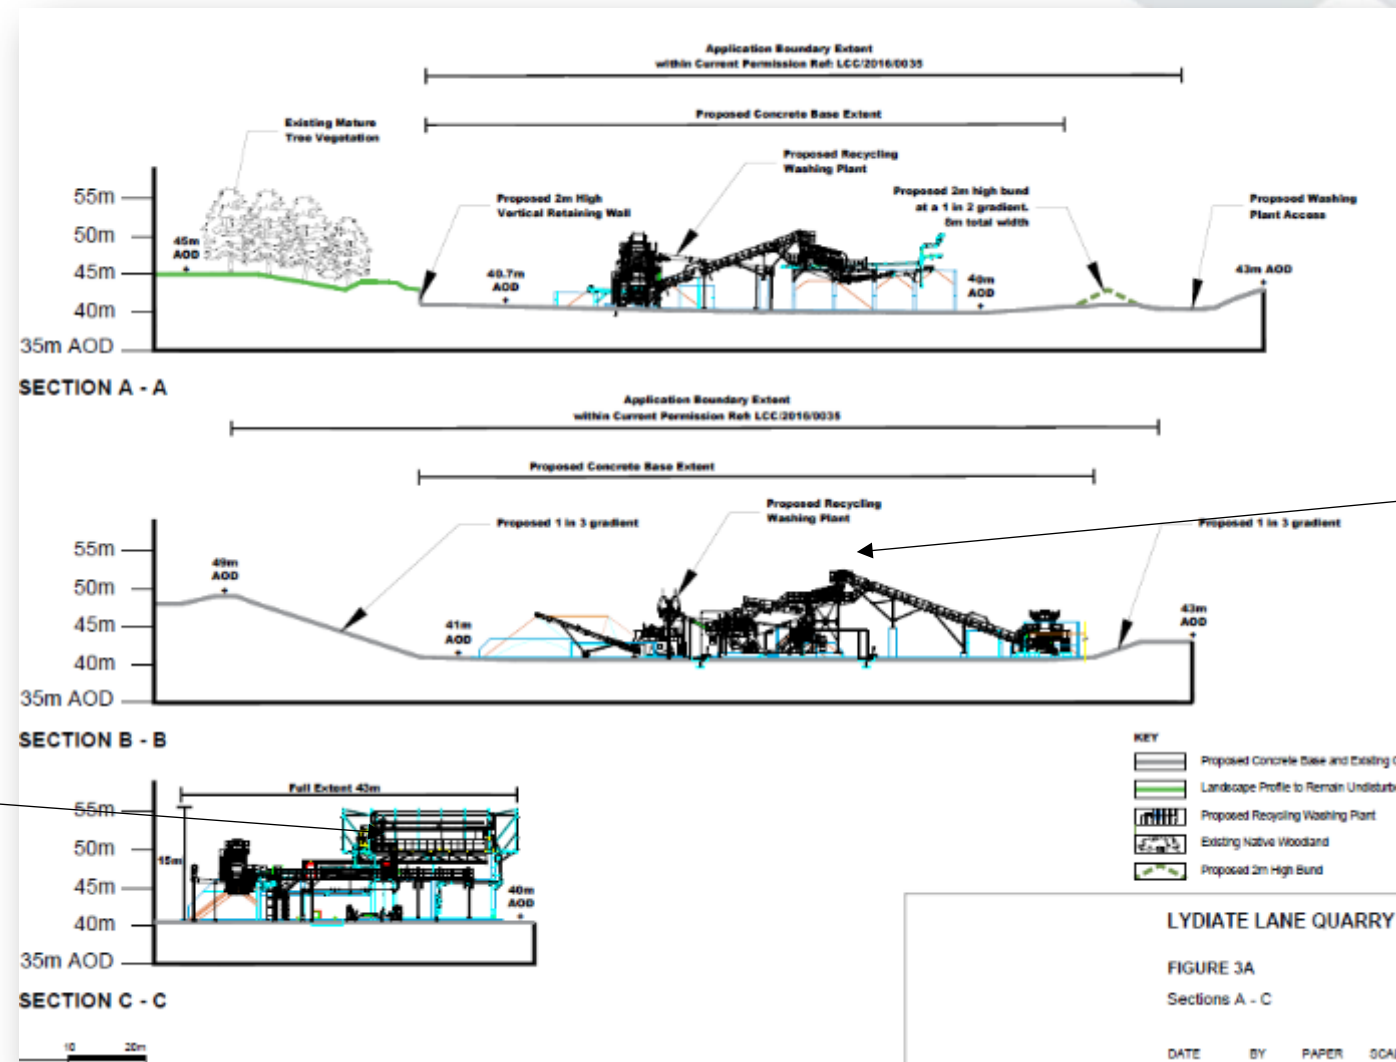 Application Boundary Extent
within Current Permission Ref: LCC/2016/0035
Proposed Concrete Base Extent
Existing Mature
Tree Vegetation
Proposed Recycling
Washing Plant
Proposed 2m High
Vertical Retaining Wall
Proposed 2m high bund
at a 1 in 2 gradient.
8m total width
Proposed Washing
Plant Access
55m
50m
45m
40m
35m AOD
45m
AOD
40.7m
AOD
40m
AOD
43m AOD
SECTION A - A
Application Boundary Extent
within Current Permission Ref: LCC/2016/0035
Proposed Concrete Base Extent
Proposed 1 in 3 gradient
Proposed Recycling
Washing Plant
Proposed 1 in 3 gradient
55m
50m
45m
40m
35m AOD
49m
AOD
41m
AOD
43m
AOD
SECTION B - B
Full Extent 43m
55m
50m
45m
40m
35m AOD
15m
40m
AOD
SECTION C - C
10 20m
KEY
Proposed Concrete Base and Existing
Landscape Profile to Remain Undisturbe
Proposed Recycling Washing Plant
Existing Native Woodland
Proposed 2m High Bund
LYDIATE LANE QUARRY
FIGURE 3A
Sections A - C
DATE BY PAPER SCA